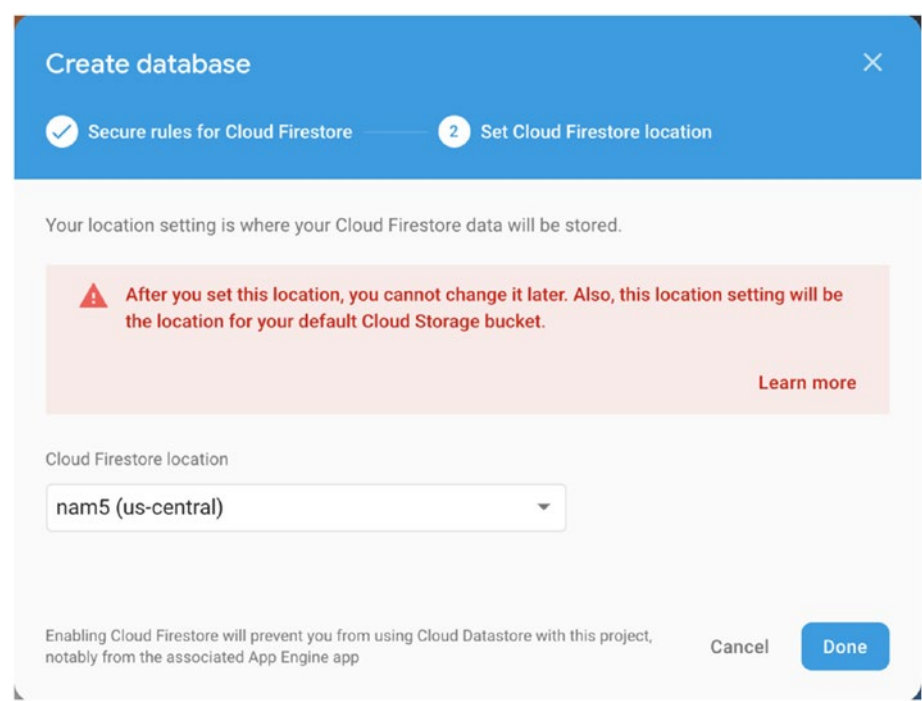 Create database
Secure rules for Cloud Firestore
2 Set Cloud Firestore location
Your location setting is where your Cloud Firestore data will be stored.
After you set this location, you cannot change it later. Also, this location setting will be
the location for your default Cloud Storage bucket.
Learn more
Cloud Firestore location
nam5 (us-central)
Enabling Cloud Firestore will prevent you from using Cloud Datastore with this project,
notably from the associated App Engine app
Cancel
Done